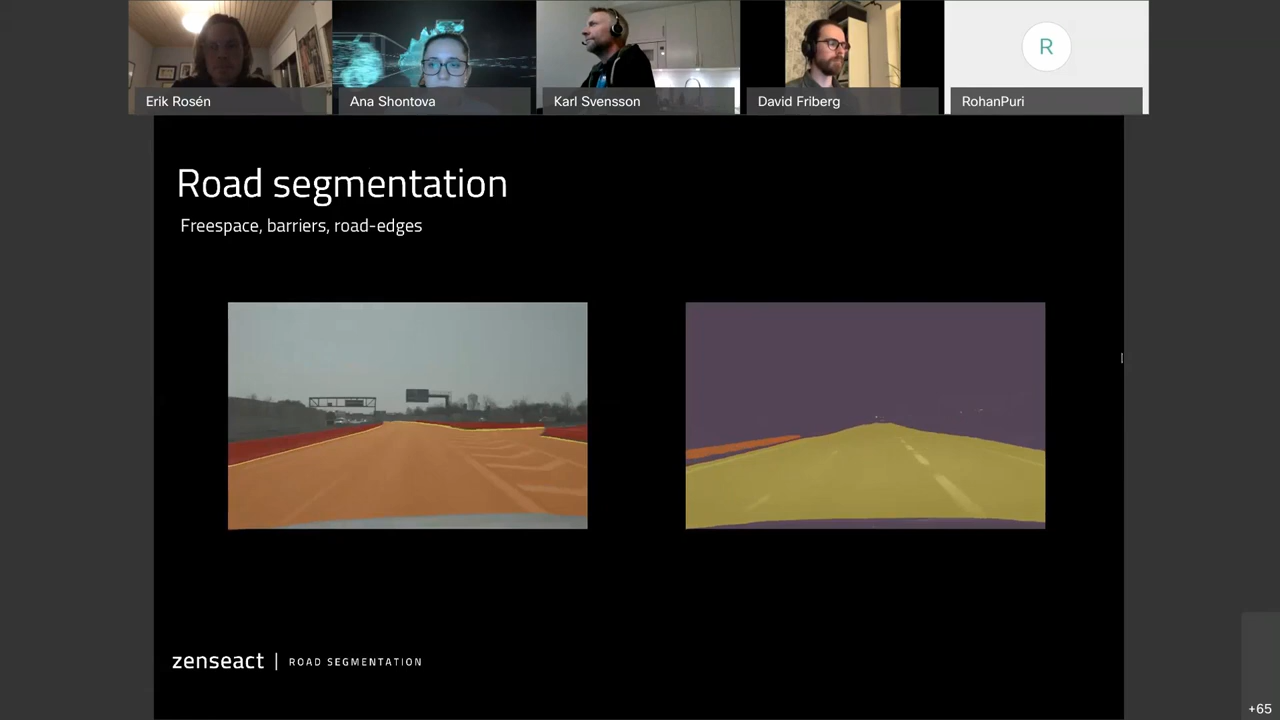 Erik Rosén
Ana Shontova
Karl Svensson
David Friberg
R
RohanPuri
Road segmentation
Freespace, barriers, road-edges
zenseact | ROAD SEGMENTATION
+65